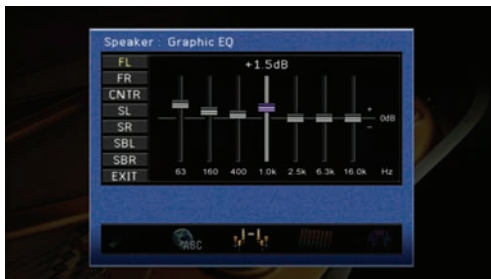 Speaker : Graphic EQ
FL
FR
CNTR
SL
SR
SBL
SBR
EXIT
+1.5dB
+
0dB
−
63 160 400 1.0k 2.5k 6.3k 16.0k Hz
ABC